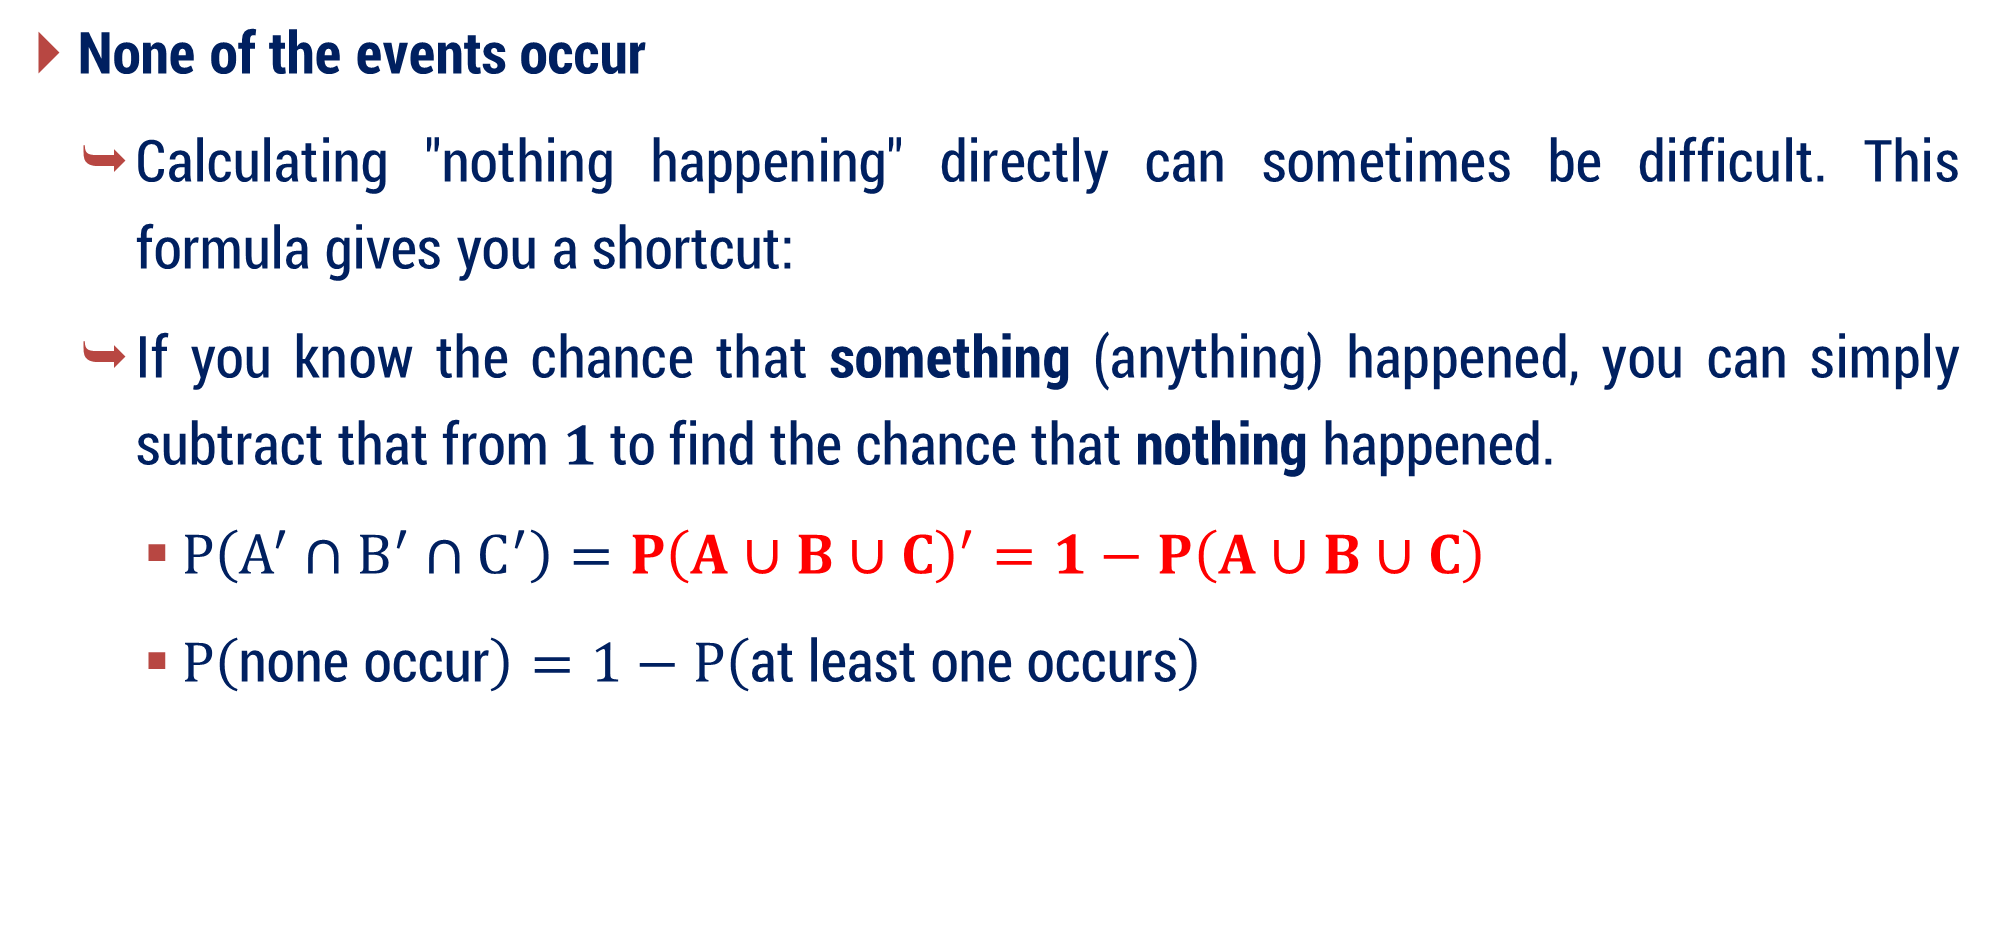 None of the events occur
Calculating "nothing happening" directly can sometimes be difficult. This
formula gives you a shortcut:
If you know the chance that something (anything) happened, you can simply
subtract that from 1 to find the chance that nothing happened.
P(A′ ∩ B′ ∩ C′) = P(A ∪ B ∪ C)′ = 1 − P(A ∪ B ∪ C)
P(none occur) = 1 − P(at least one occurs)